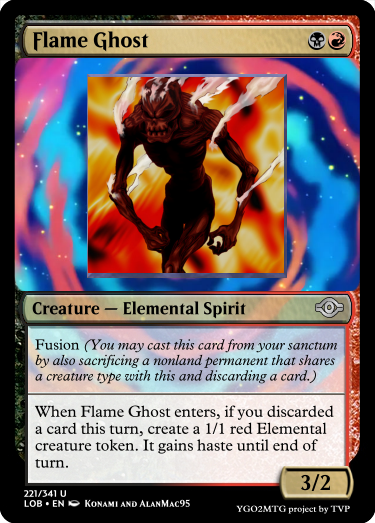 Flame Ghost
Creature — Elemental Spirit
Fusion (You may cast this card from your sanctum
by also sacrificing a nonland permanent that shares
a creature type with this and discarding a card.)
When Flame Ghost enters, if you discarded
a card this turn, create a 1/1 red Elemental
creature token. It gains haste until end of
turn.
3/2
221/341 U
LOB • EN KONAMI AND ALANMAC95
YGO2MTG project by TVP